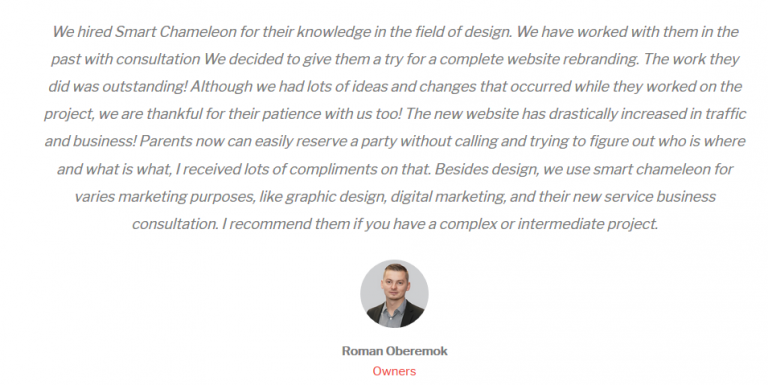 We hired Smart Chameleon for their knowledge in the field of design. We have worked with them in the
past with consultation We decided to give them a try for a complete website rebranding. The work they
did was outstanding! Although we had lots of ideas and changes that occurred while they worked on the
project, we are thankful for their patience with us too! The new website has drastically increased in traffic
and business! Parents now can easily reserve a party without calling and trying to figure out who is where
and what is what, I received lots of compliments on that. Besides design, we use smart chameleon for
varies marketing purposes, like graphic design, digital marketing, and their new service business
consultation. I recommend them if you have a complex or intermediate project.
Roman Oberemok
Owners